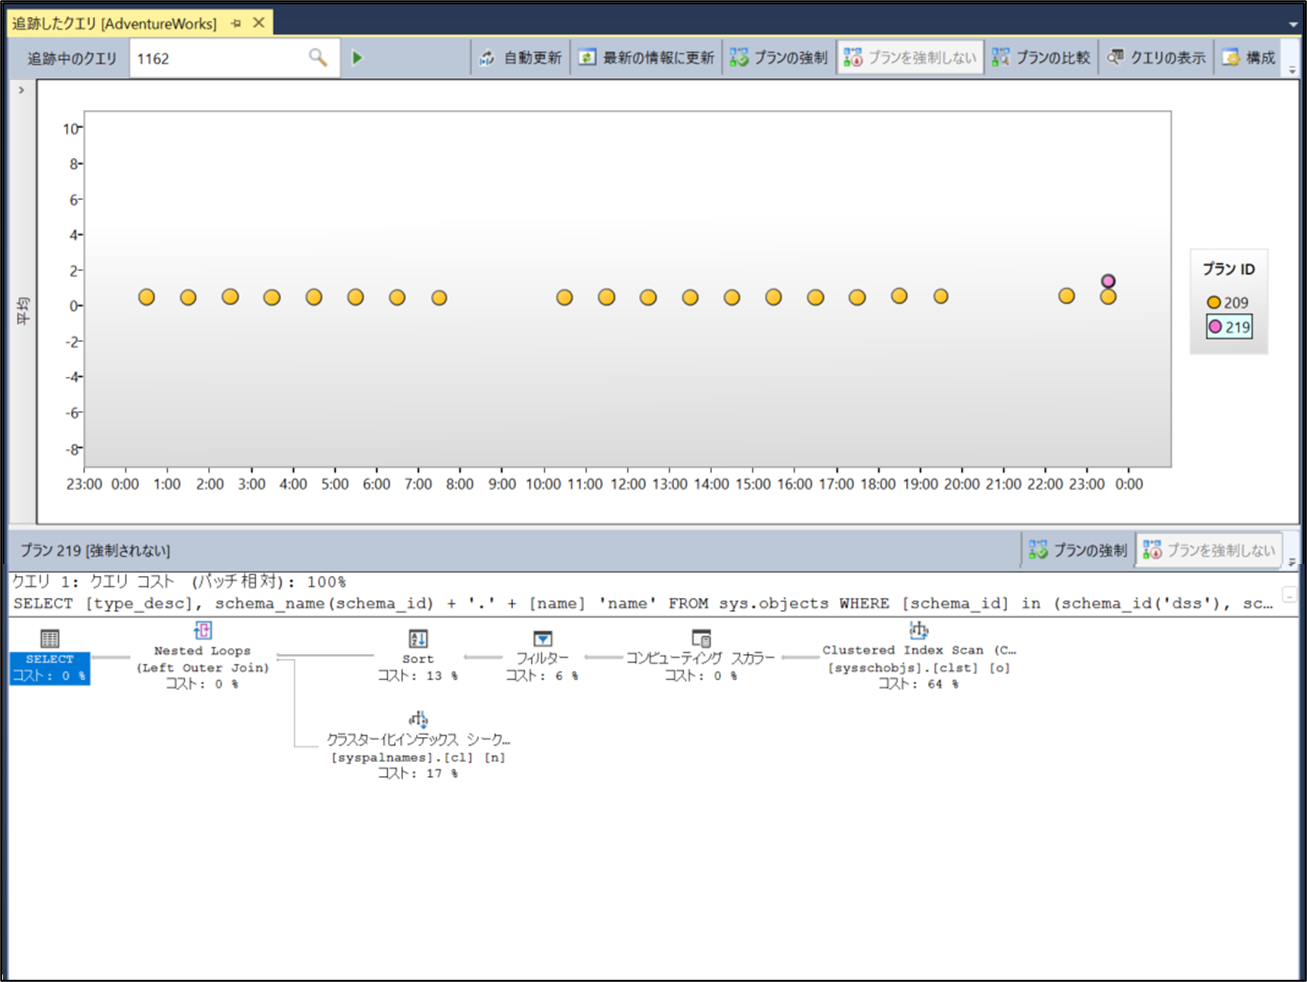 追跡したクエリ [AdventureWorks]
追跡中のクエリ 1162 自動更新 最新の情報に更新 プランの強制 プランを強制しない プランの比較 クエリの表示 構成
平均
10
8
6
4
2
0
-2
-4
-6
-8
23:00 0:00 1:00 2:00 3:00 4:00 5:00 6:00 7:00 8:00 9:00 10:00 11:00 12:00 13:00 14:00 15:00 16:00 17:00 18:00 19:00 20:00 21:00 22:00 23:00 0:00
プラン ID
209
219
プラン 219 [強制されない] プランの強制 プランを強制しない
クエリ 1: クエリ コスト (バッチ相対): 100%
SELECT [type_desc], schema_name(schema_id) + '.' + [name] 'name' FROM sys.objects WHERE [schema_id] in (schema_id('dss'), sc...
SELECT
コスト: 0 %
Nested Loops
(Left Outer Join)
コスト: 0 %
Sort
コスト: 13 %
フィルター
コスト: 6 %
コンピューティング スカラー
コスト: 0 %
Clustered Index Scan (C...
[sysschobjs].[clst] [o]
コスト: 64 %
クラスター化インデックス シーク...
[syspalnames].[cl] [n]
コスト: 17 %